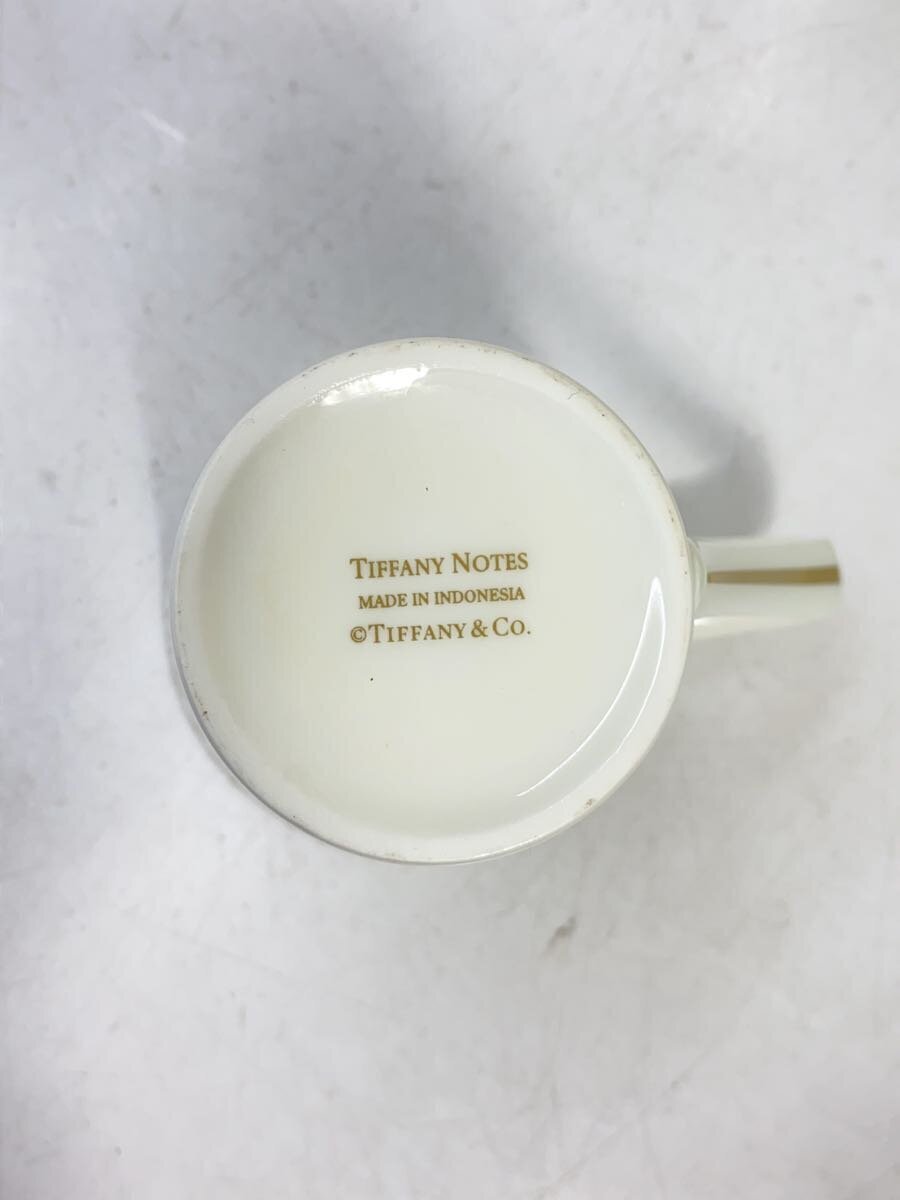 TIFFANY NOTES
MADE IN INDONESIA
©TIFFANY & CO.